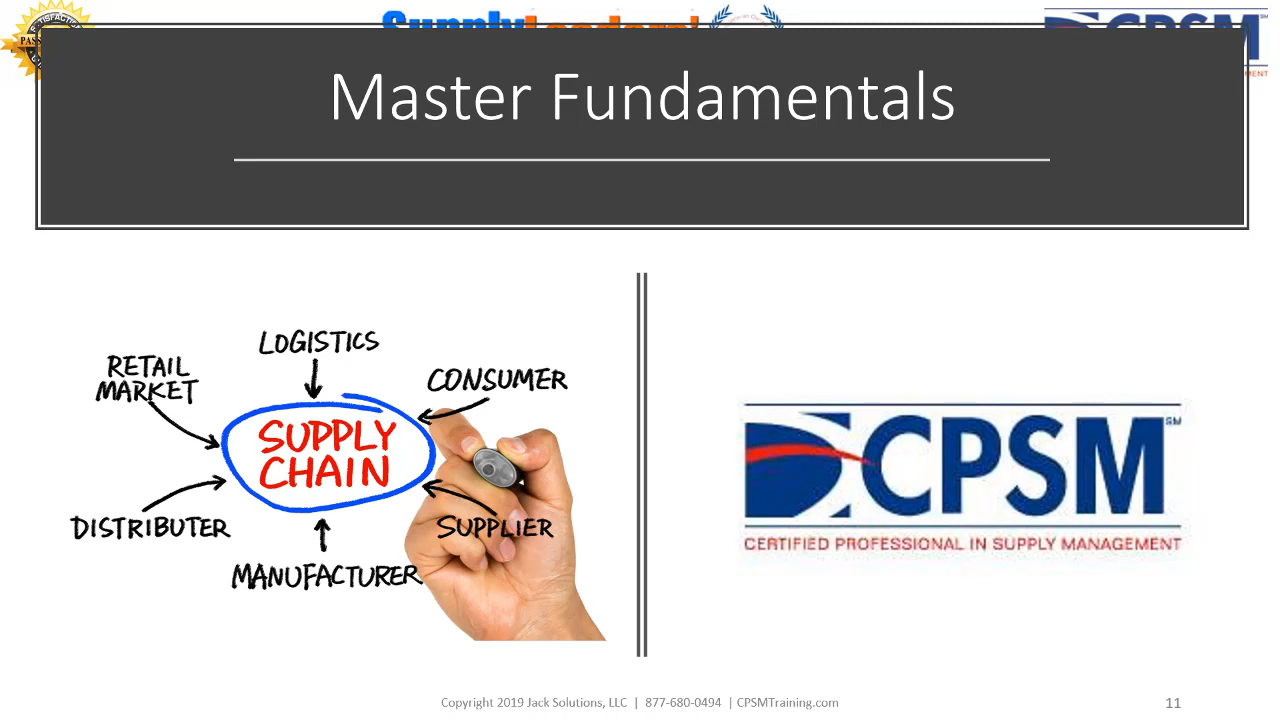 CPSM
Master Fundamentals
LOGISTICS
RETAIL
MARKET
CONSUMER
SUPPLY
CHAIN
DISTRIBUTER
SUPPLIER
MANUFACTURER
CPSM SM
CERTIFIED PROFESSIONAL IN SUPPLY MANAGEMENT
Copyright 2019 Jack Solutions, LLC | 877-680-0494 | CPSMTraining.com
11